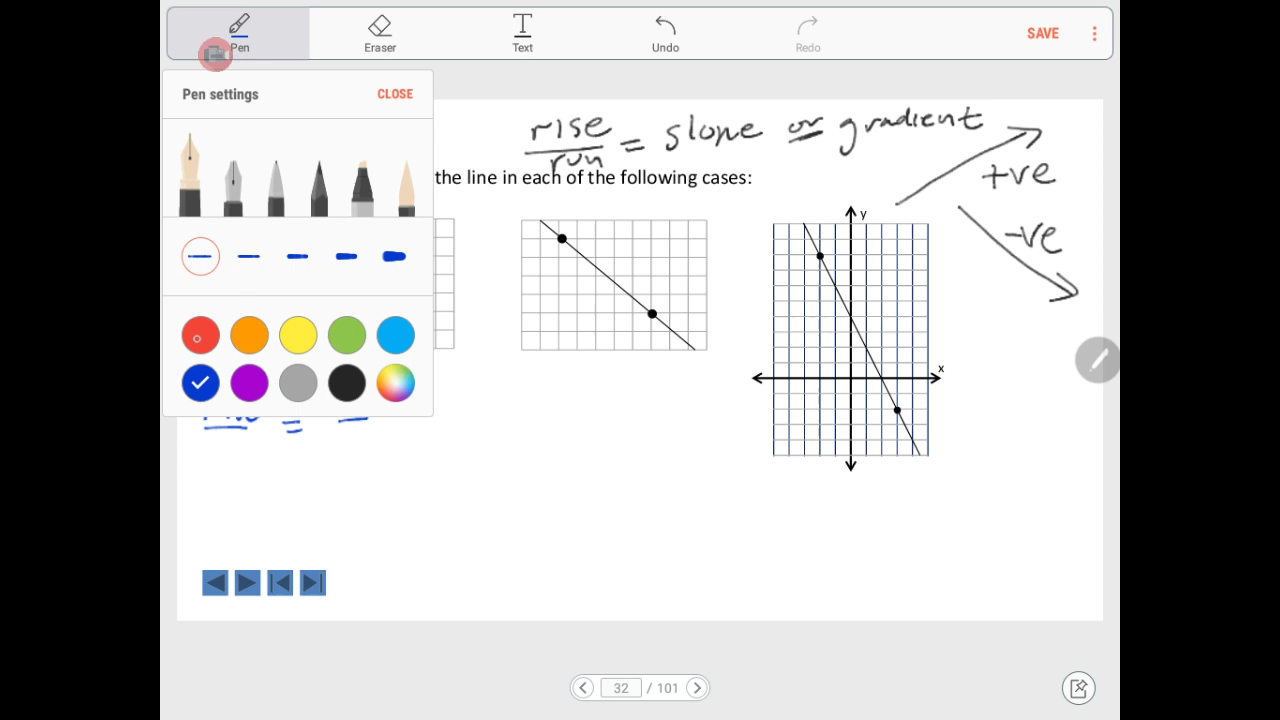 Pen Eraser Text Undo Redo SAVE
Pen settings CLOSE
rise
run = slope or gradient
+ve
the line in each of the following cases:
-ve
y
x
=
32 / 101